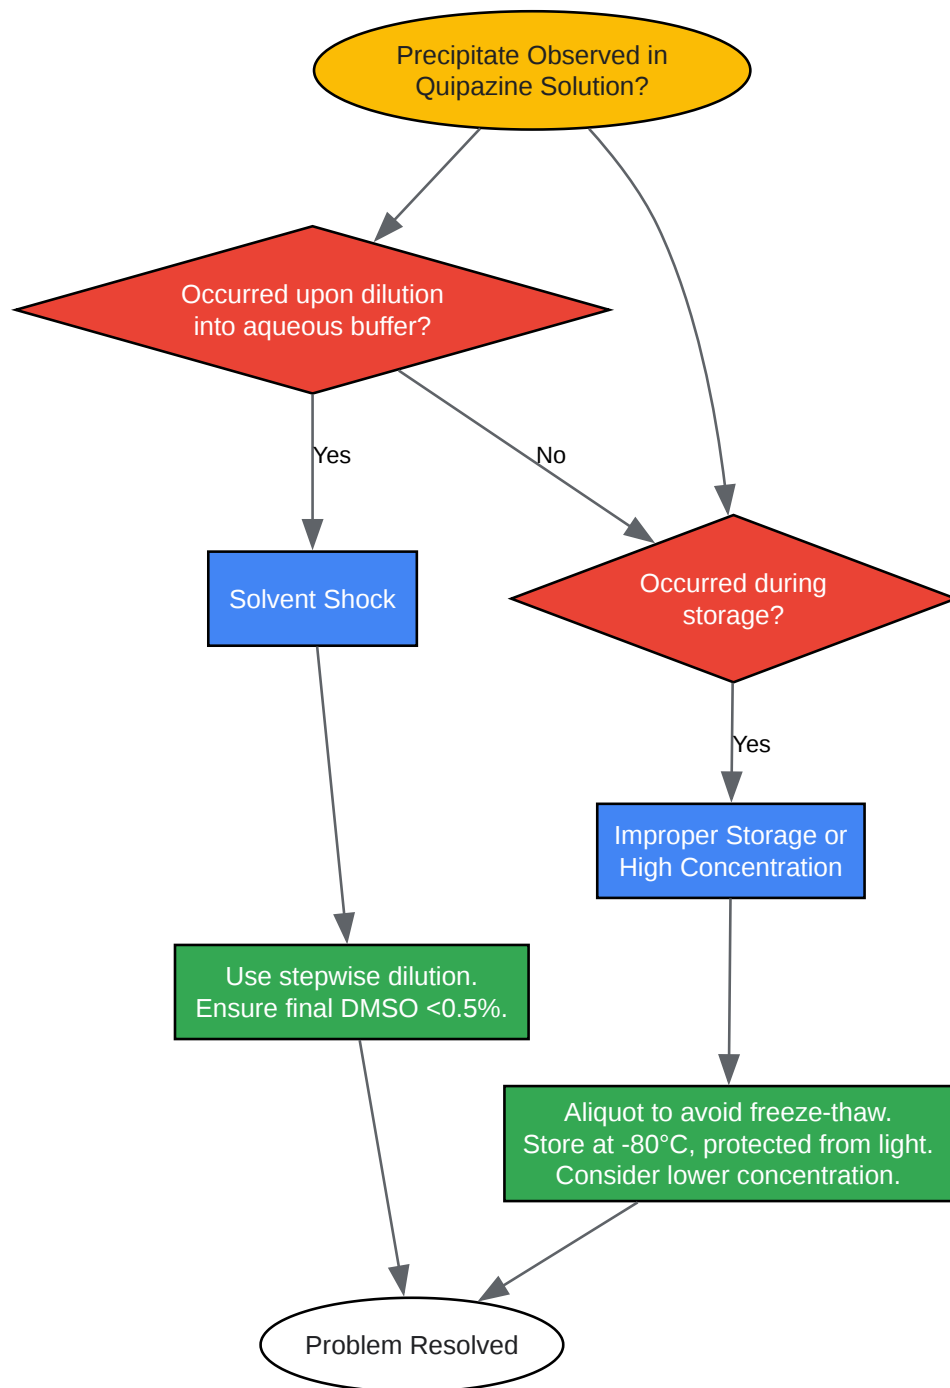 Precipitate Observed in
Quipazine Solution?
Occurred upon dilution
into aqueous buffer?
Yes
No
Solvent Shock
Occurred during
storage?
Yes
Improper Storage or
High Concentration
Use stepwise dilution.
Ensure final DMSO <0.5%.
Aliquot to avoid freeze-thaw.
Store at -80°C, protected from light.
Consider lower concentration.
Problem Resolved